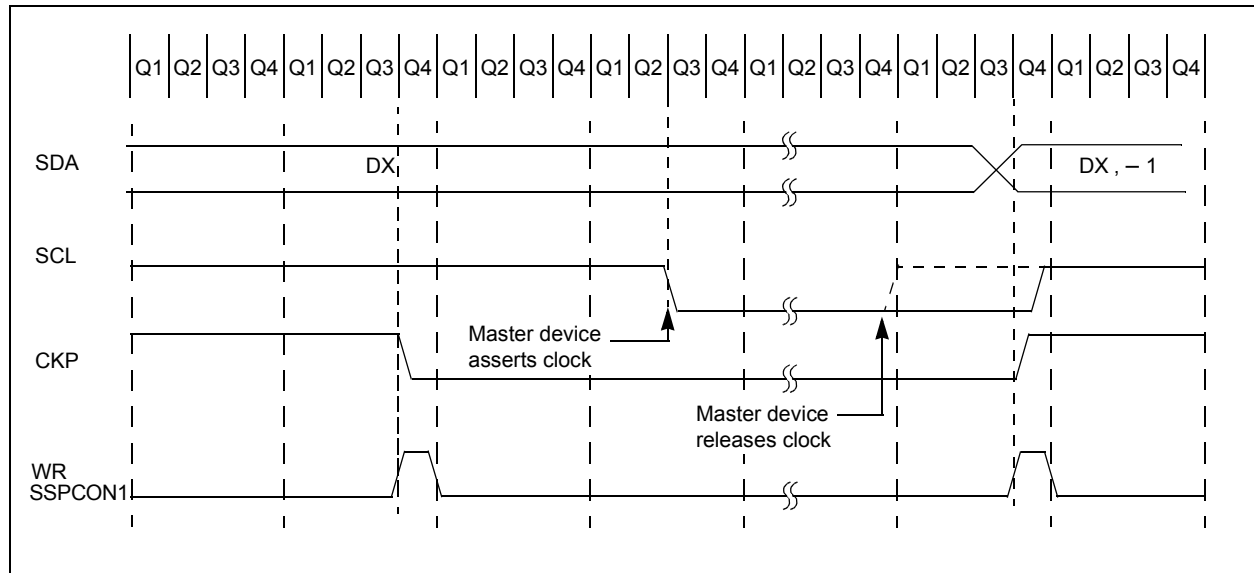 Q1 Q2 Q3 Q4 Q1 Q2 Q3 Q4 Q1 Q2 Q3 Q4 Q1 Q2 Q3 Q4 Q1 Q2 Q3 Q4 Q1 Q2 Q3 Q4 Q1 Q2 Q3 Q4
SDA
DX
DX , – 1
SCL
Master device
asserts clock
CKP
Master device
releases clock
WR
SSPCON1